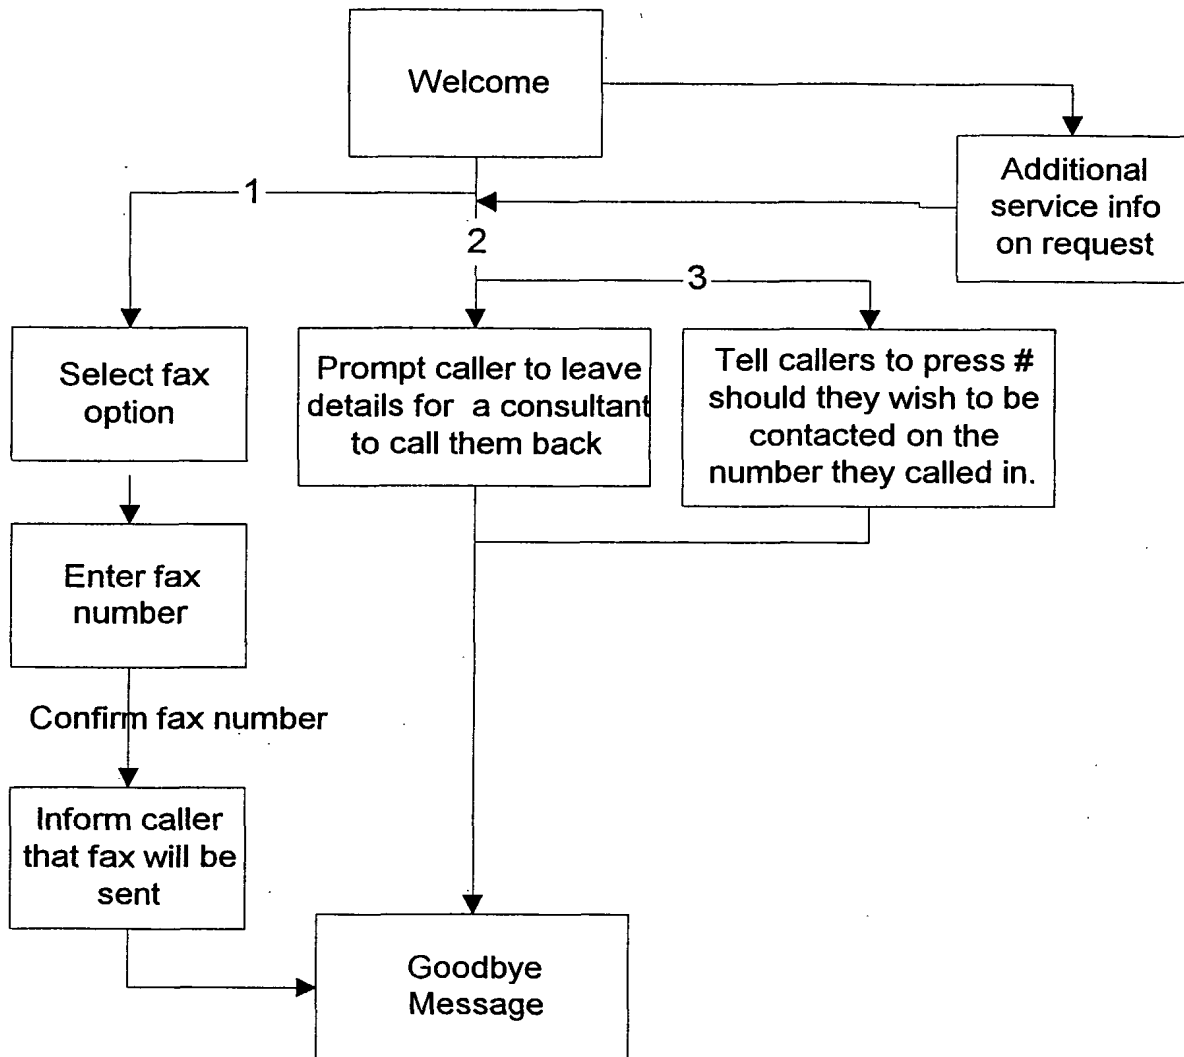 Welcome
Additional
service info
on request
1
2
3
Select fax
option
Prompt caller to leave
details for a consultant
to call them back
Tell callers to press #
should they wish to be
contacted on the
number they called in.
Enter fax
number
Confirm fax number
Inform caller
that fax will be
sent
Goodbye
Message